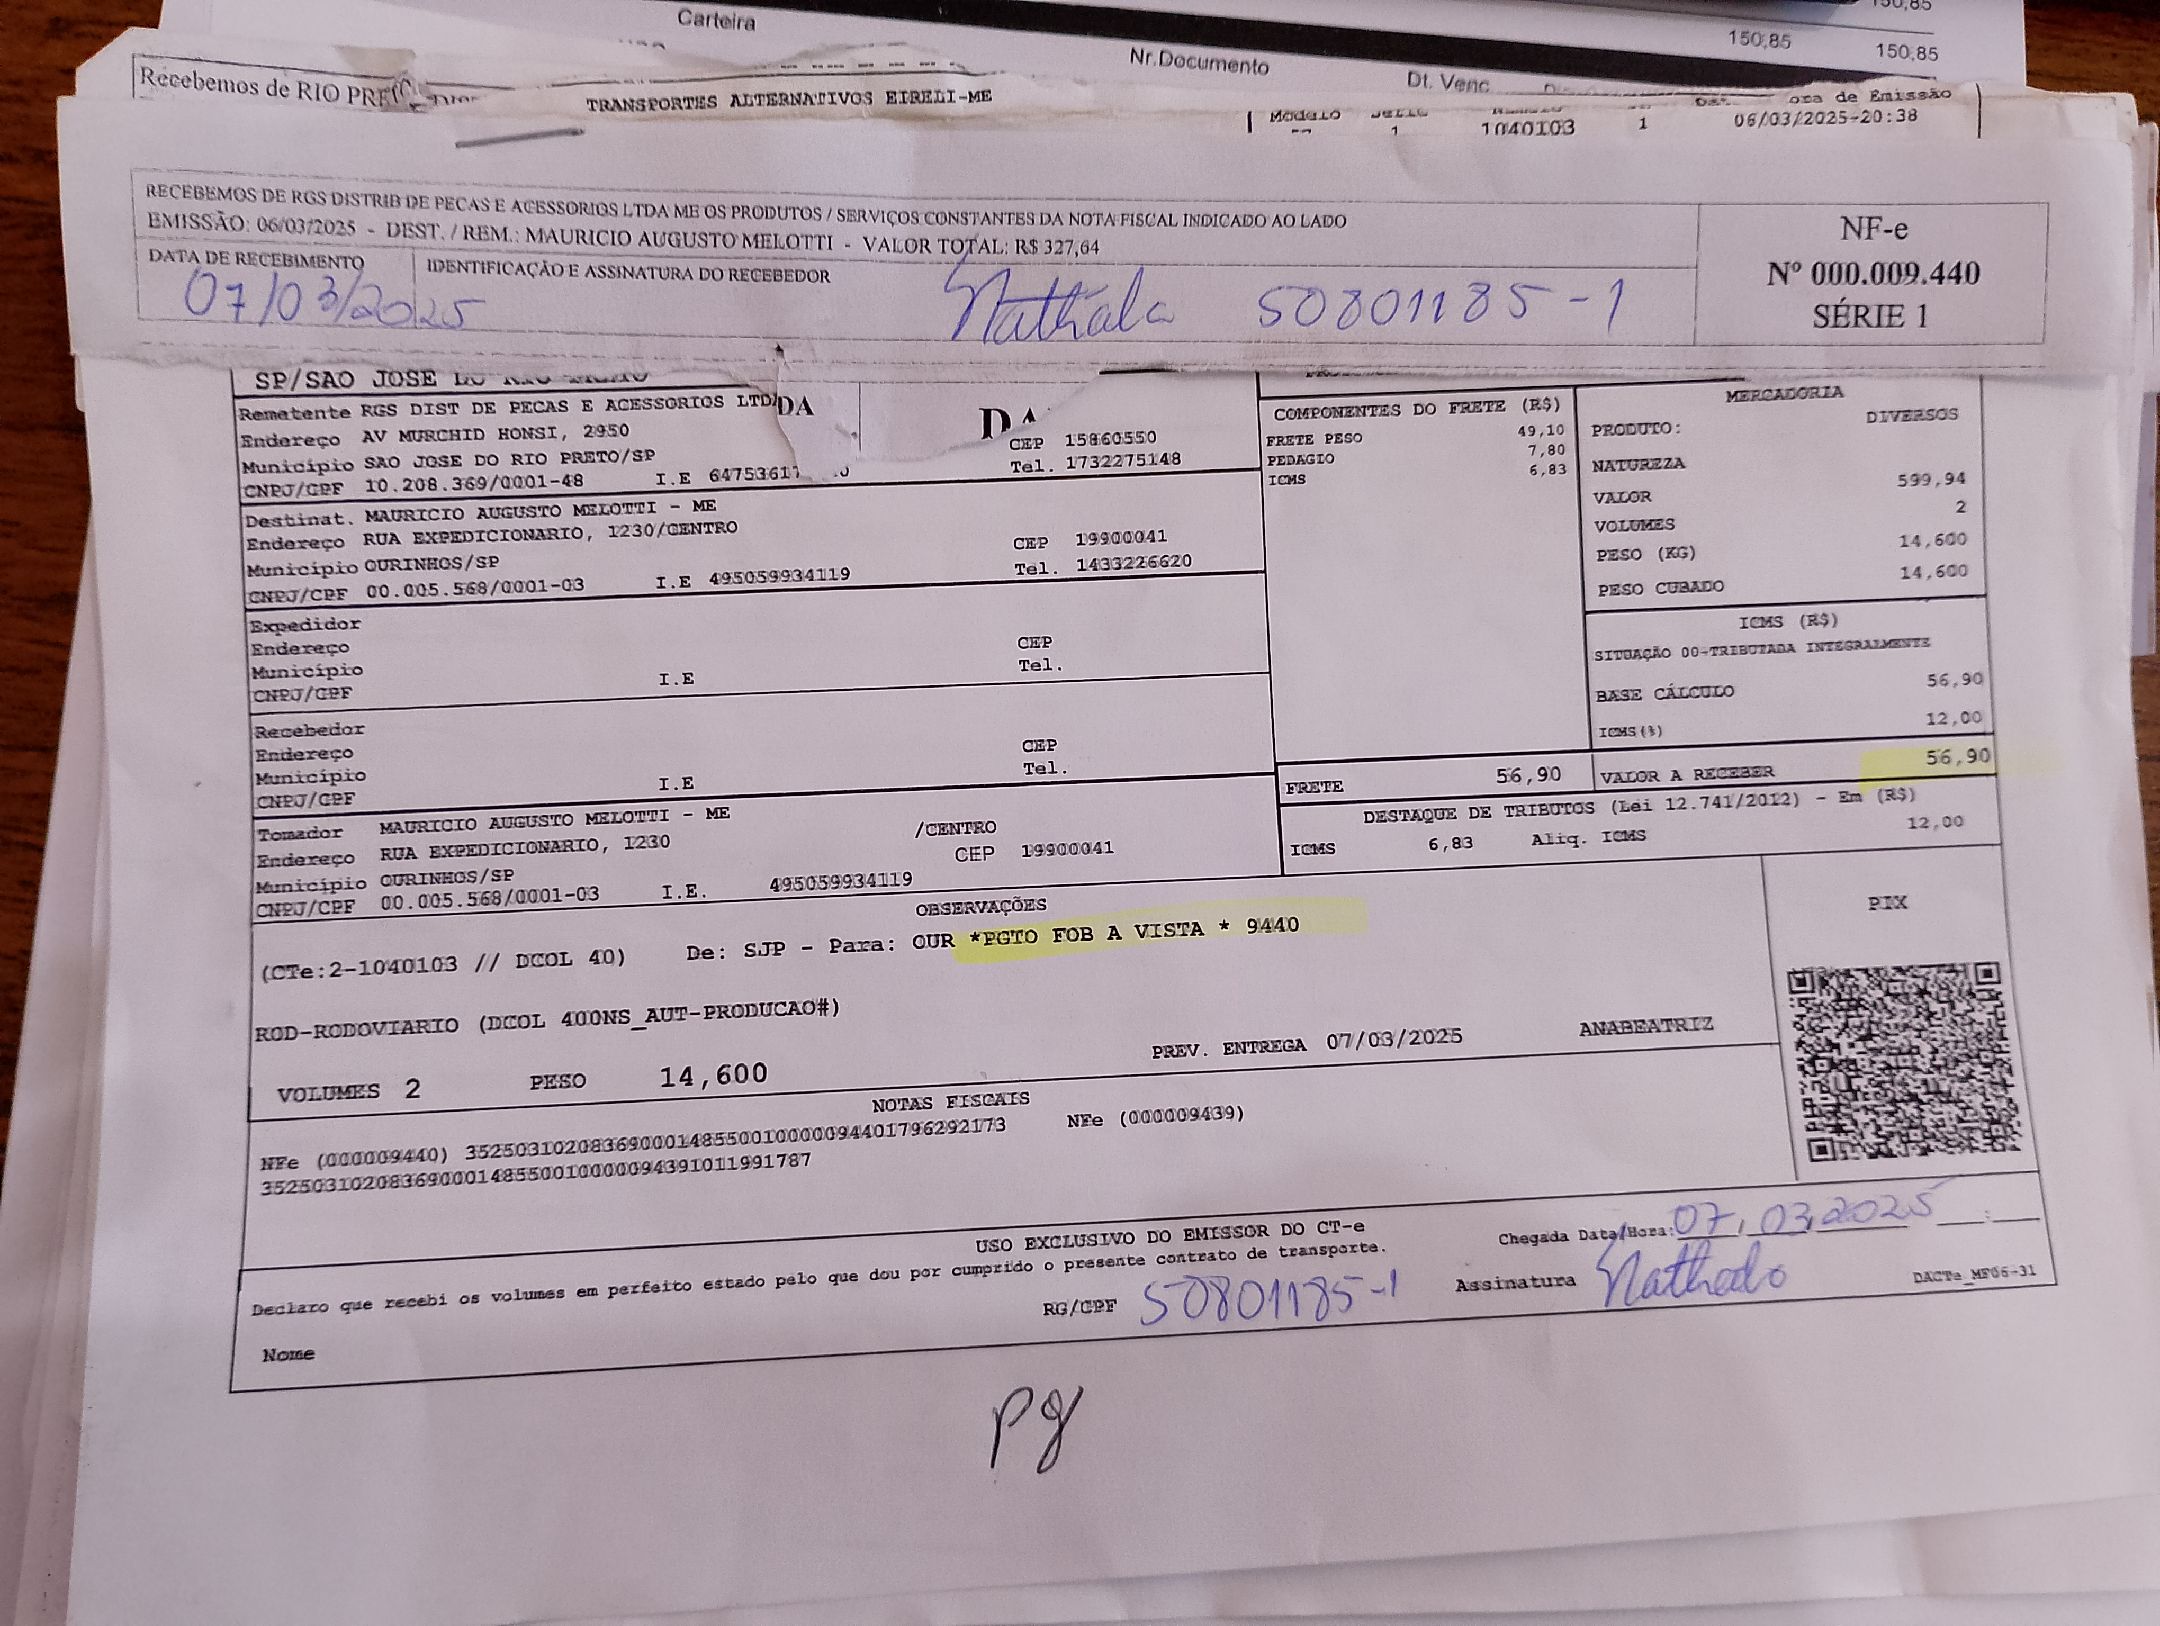 Carteira
150,85
150,85 150,85
Nr.Documento
Dt. Venc
Recebemos de RIO
TRANSPORTES ALTERNATIVOS EIRELI-ME
Modelo
ora de Emissão
1 1040103 1 06/03/2025-20:38
RECEBEMOS DE RGS DISTRIB DE PECAS E ACESSORIOS LTDA ME OS PRODUTOS / SERVIÇOS CONSTANTES DA NOTA FISCAL INDICADO AO LADO
EMISSÃO: 06/03/2025 - DEST. / REM.: MAURICIO AUGUSTO MELOTTI - VALOR TOTAL: R$ 327,64
DATA DE RECEBIMENTO
IDENTIFICAÇÃO E ASSINATURA DO RECEBEDOR
07/03/2025
50801185-1
NF-e
Nº 000.009.440
SÉRIE 1
SP/SAO JOSE
DA
Remetente RGS DIST DE PECAS E ACESSORIOS LTD
Endereço AV MURCHID HONSI, 2950 CEP 15860550
Município SAO JOSE DO RIO PRETO/SP Tel. 1732275148
CNPJ/CPF 10.208.369/0001-48 I.E 64753617
Destinat. MAURICIO AUGUSTO MELOTTI - ME
Endereço RUA EXPEDICIONARIO, 1230/CENTRO CEP 19900041
Município OURINHOS/SP Tel. 1433226620
CNPJ/CPF 00.005.568/0001-03 I.E 495059934119
Expedidor
Endereço CEP
Município Tel.
CNPJ/CPF I.E
Recebedor
Endereço CEP
Município Tel.
CNPJ/CPF I.E
Tomador MAURICIO AUGUSTO MELOTTI - ME
Endereço RUA EXPEDICIONARIO, 1230 /CENTRO
Município OURINHOS/SP CEP 19900041
CNPJ/CPF 00.005.568/0001-03 I.E. 495059934119
COMPONENTES DO FRETE (R$)
FRETE PESO 49,10
PEDAGIO 7,80
ICMS 6,83
MERCADORIA
PRODUTO: DIVERSOS
NATUREZA
VALOR 599,94
VOLUMES 2
PESO (KG) 14,600
PESO CUBADO 14,600
ICMS (R$)
SITUAÇÃO 00-TRIBUTADA INTEGRALMENTE
BASE CÁLCULO 56,90
ICMS(%) 12,00
FRETE 56,90 VALOR A RECEBER 56,90
DESTAQUE DE TRIBUTOS (Lei 12.741/2012) - Em (R$)
ICMS 6,83 Aliq. ICMS 12,00
OBSERVAÇÕES
(CTe:2-1040103 // DCOL 40) De: SJP - Para: OUR *PGTO FOB A VISTA * 9440
ROD-RODOVIARIO (DCOL 400NS_AUT-PRODUCAO#)
VOLUMES 2 PESO 14,600 PREV. ENTREGA 07/03/2025 ANABEATRIZ
PIX
NOTAS FISCAIS
NFe (000009440) 35250310208369000148550010000094401796292173 NFe (000009439)
35250310208369000148550010000094391011991787
USO EXCLUSIVO DO EMISSOR DO CT-e
Declaro que recebi os volumes em perfeito estado pelo que dou por cumprido o presente contrato de transporte.
Chegada Data/Hora: 07/03/2025 __:__
Nome RG/CPF 50801185-1 Assinatura
DACTe_MF06-31
pg